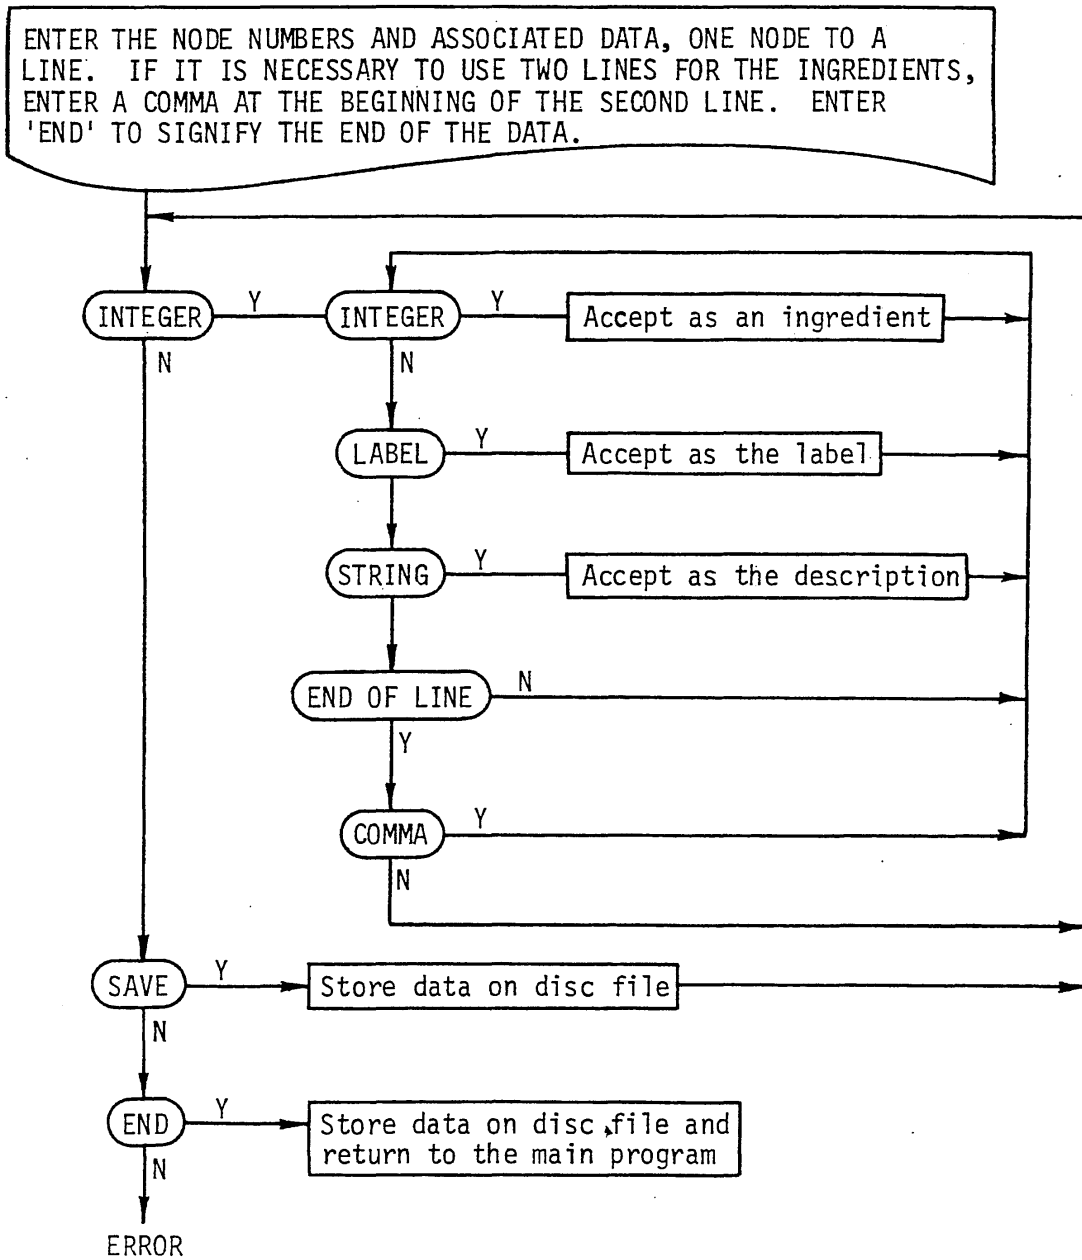 ENTER THE NODE NUMBERS AND ASSOCIATED DATA, ONE NODE TO A
LINE. IF IT IS NECESSARY TO USE TWO LINES FOR THE INGREDIENTS,
ENTER A COMMA AT THE BEGINNING OF THE SECOND LINE. ENTER
'END' TO SIGNIFY THE END OF THE DATA.
INTEGER Y INTEGER Y Accept as an ingredient
N N
LABEL Y Accept as the label
STRING Y Accept as the description
END OF LINE N
Y
COMMA Y
N
SAVE Y Store data on disc file
N
END Y Store data on disc file and
return to the main program
N
ERROR